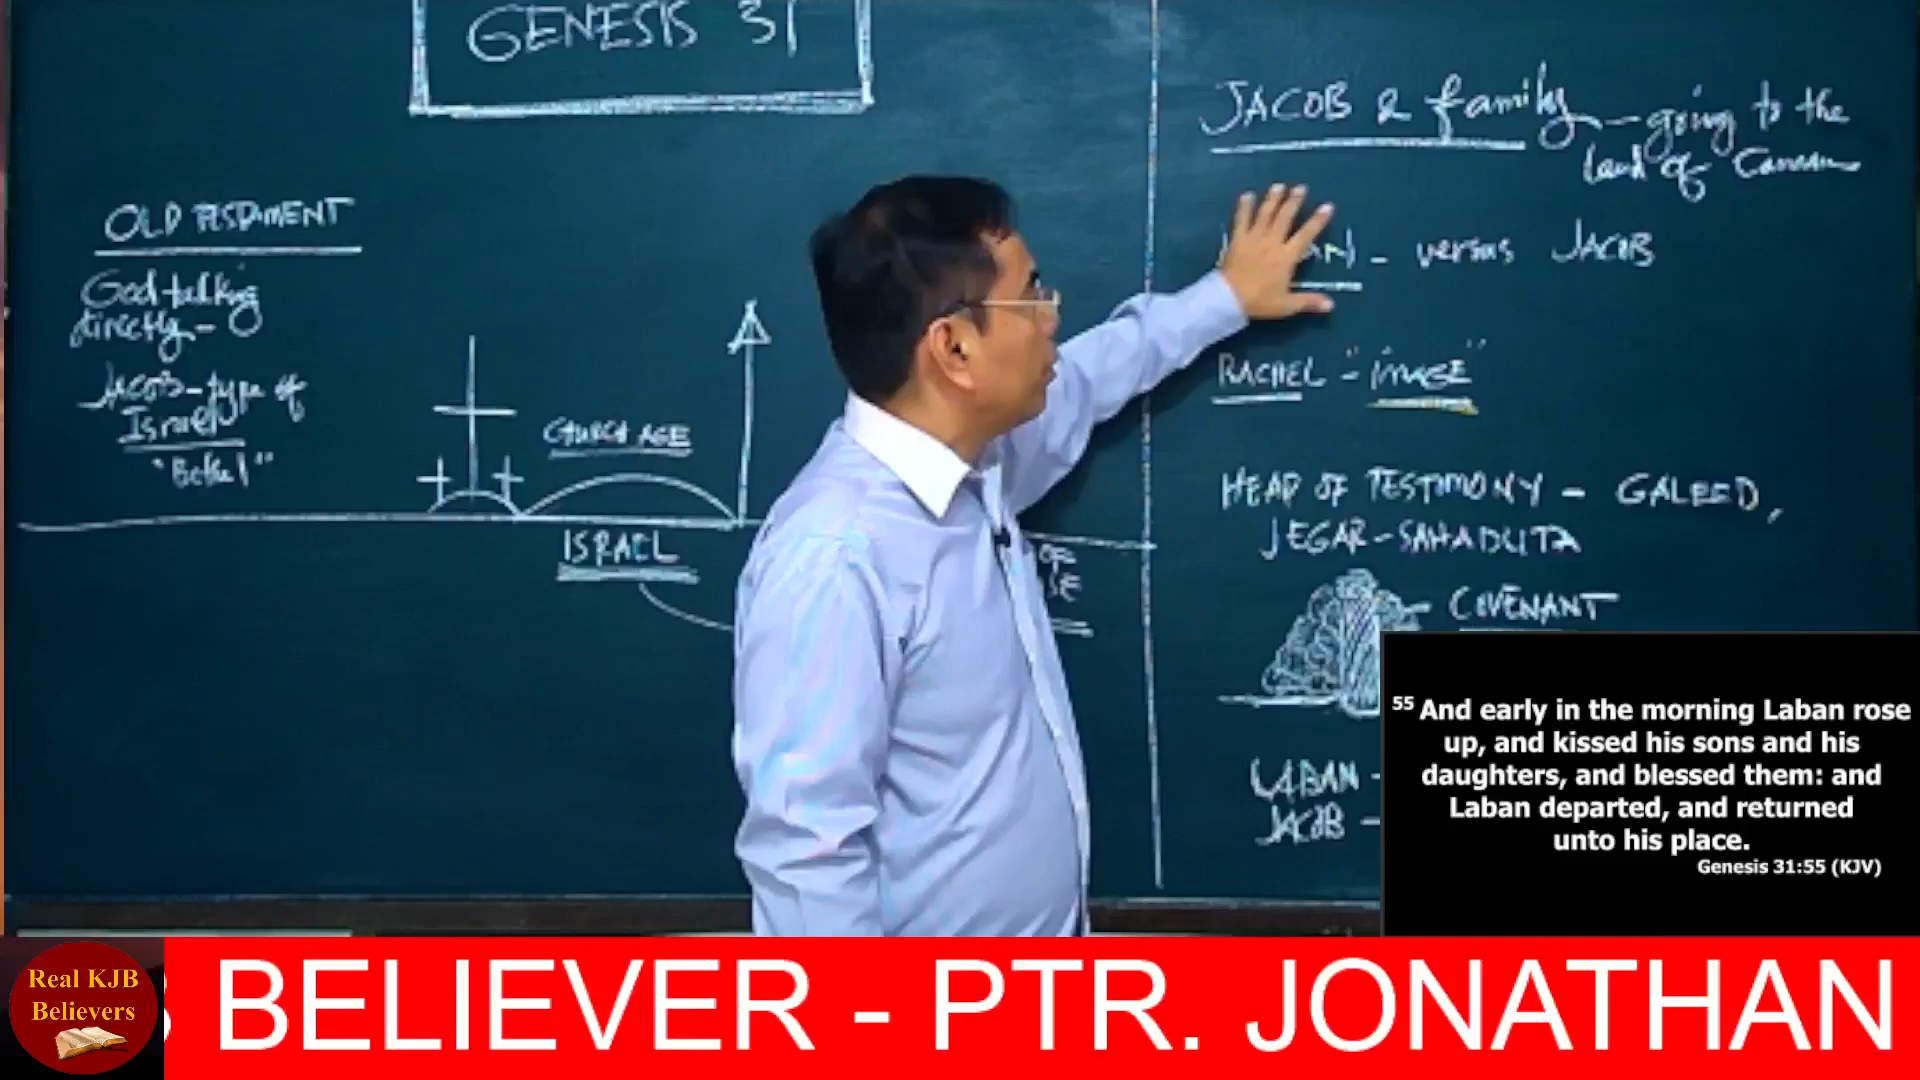 GENESIS 31
OLD TESTAMENT
God talking
directly -
Jacob - type of
Israel
"Bethel"
CHURCH AGE
ISRAEL
OF
JACOB & family - going to the
land of Canaan
- versus JACOB
RACHEL - "image"
HEAP OF TESTIMONY - GALEED,
JEGAR-SAHADUTA
- COVENANT
LABAN -
JACOB -
55 And early in the morning Laban rose
up, and kissed his sons and his
daughters, and blessed them: and
Laban departed, and returned
unto his place.
Genesis 31:55 (KJV)
Real KJB
Believers
S BELIEVER - PTR. JONATHAN